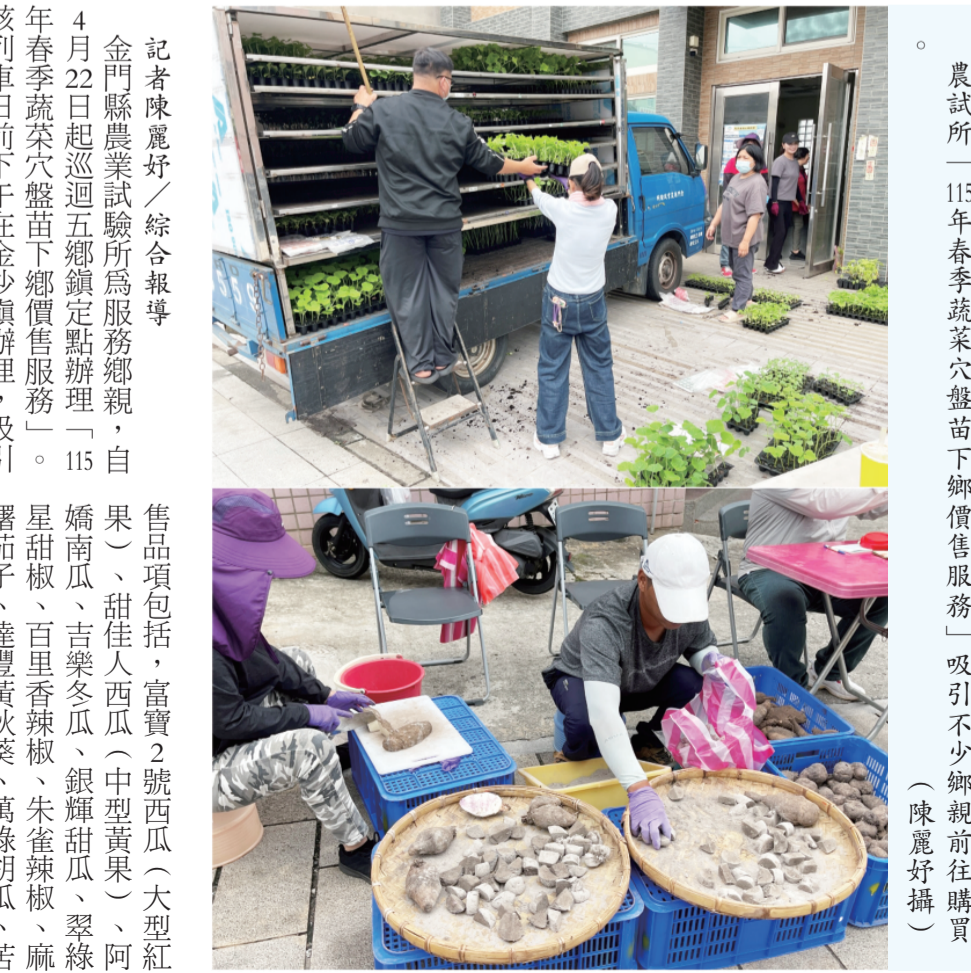 農試所「115年春季蔬菜穴盤苗下鄉價售服務」吸引不少鄉親前往購買
。（陳麗妤攝）
記者陳麗妤／綜合報導
金門縣農業試驗所為服務鄉親，自
4月22日起巡迴五鄉鎮定點辦理「115
年春季蔬菜穴盤苗下鄉價售服務」。
該列車日前下午在金沙鎮辦理，吸引
售品項包括，富寶2號西瓜（大型紅
果）、甜佳人西瓜（中型黃果）、阿
嬌南瓜、吉樂冬瓜、銀輝甜瓜、翠綠
星甜椒、百里香辣椒、朱雀辣椒、麻
薯茄子、達豐黃秋葵、萬綠胡瓜、苦